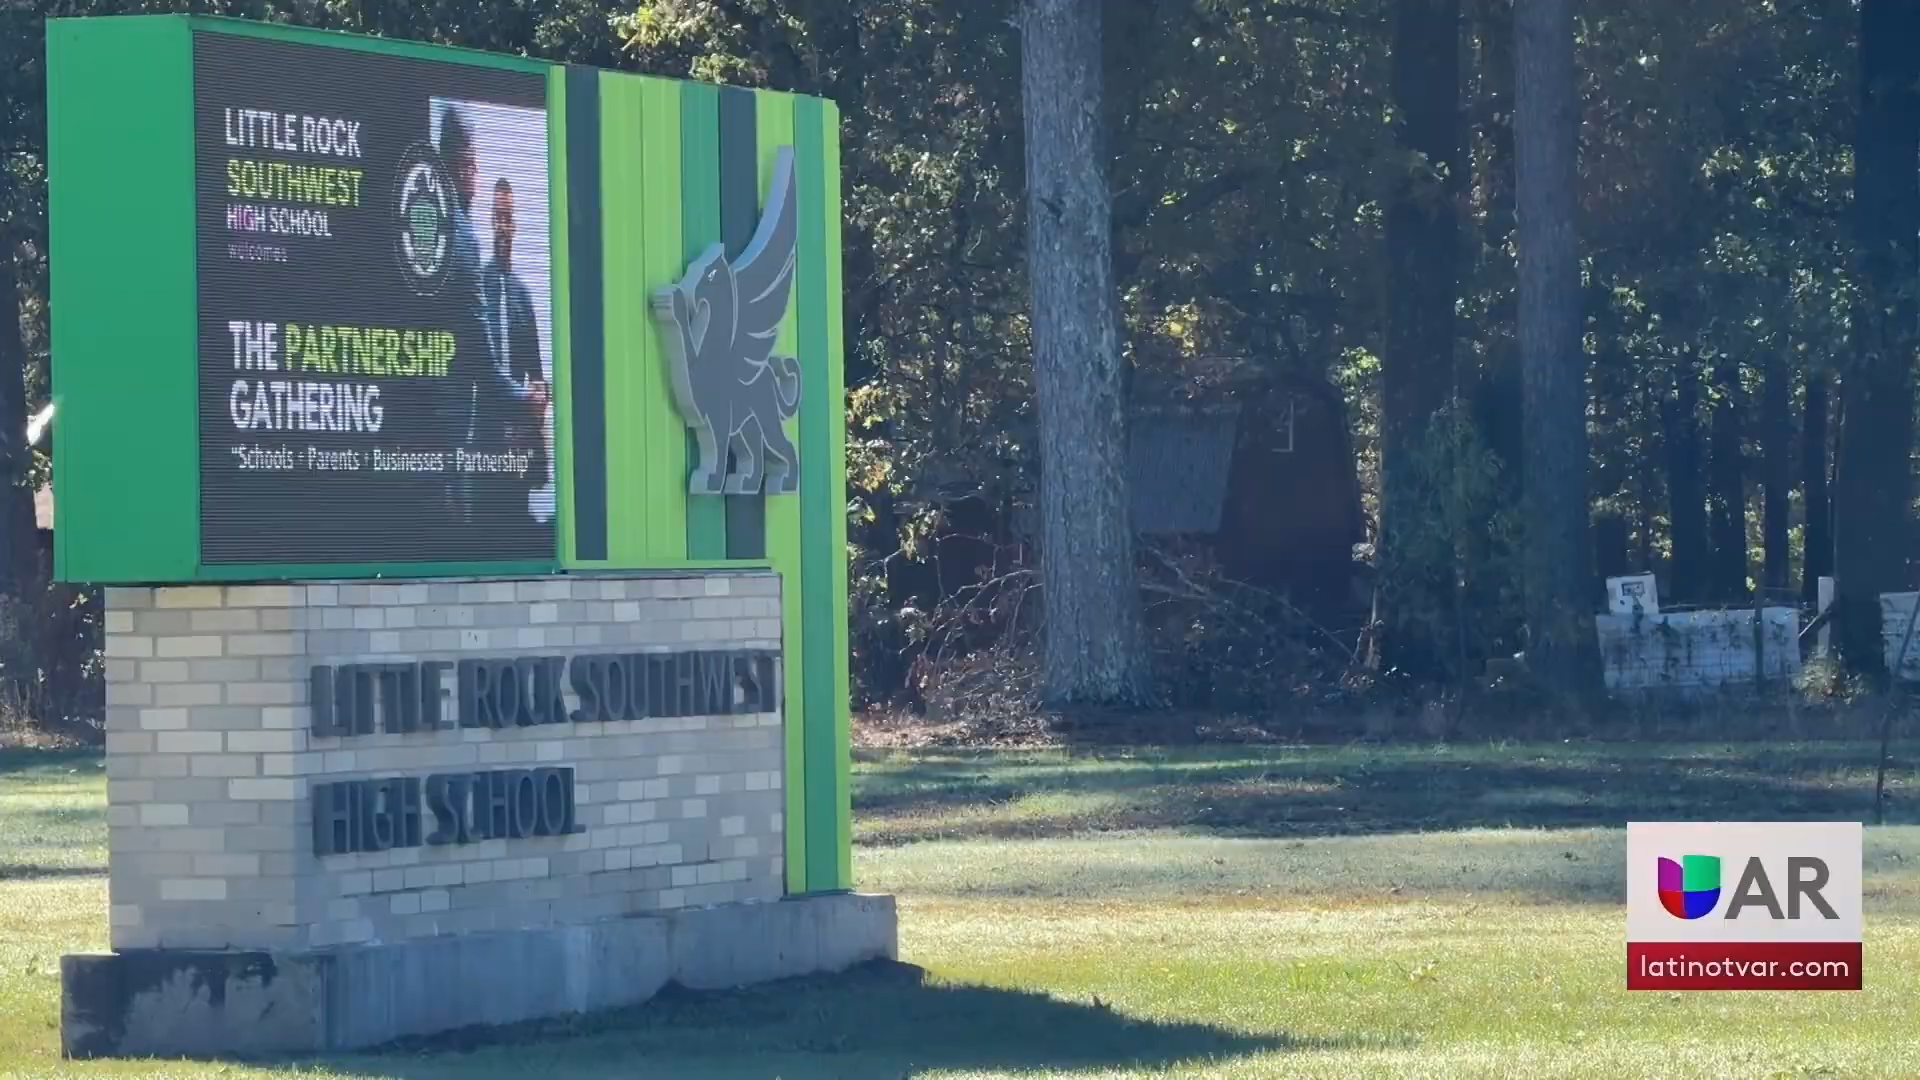 LITTLE ROCK
SOUTHWEST
HIGH SCHOOL
welcomes
THE PARTNERSHIP
GATHERING
"Schools + Parents + Businesses = Partnership"
LITTLE ROCK SOUTHWEST
HIGH SCHOOL
AR
latinotvar.com